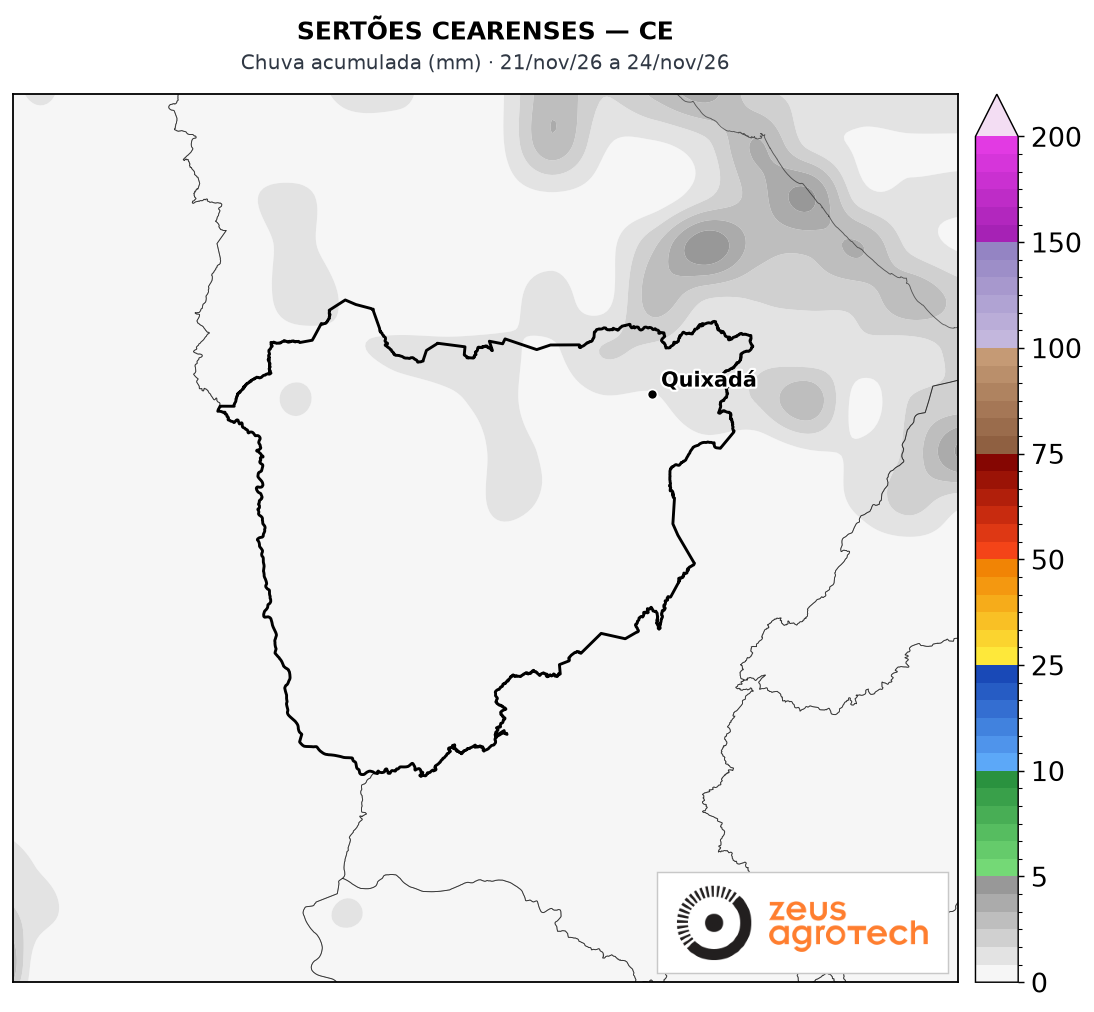 SERTÕES CEARENSES — CE
Chuva acumulada (mm) · 21/nov/26 a 24/nov/26
Quixadá
200
150
100
75
50
25
10
5
0
zeus
agrotech